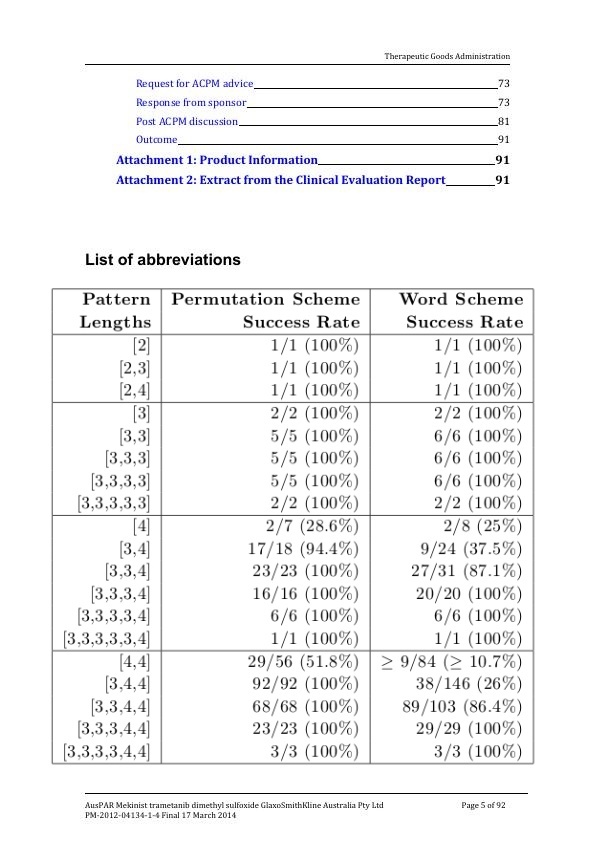 Therapeutic Goods Administration
Request for ACPM advice 73
Response from sponsor 73
Post ACPM discussion 81
Outcome 91
Attachment 1: Product Information 91
Attachment 2: Extract from the Clinical Evaluation Report 91
List of abbreviations
Pattern Permutation Scheme Word Scheme
Lengths Success Rate Success Rate
[2] 1/1 (100%) 1/1 (100%)
[2,3] 1/1 (100%) 1/1 (100%)
[2,4] 1/1 (100%) 1/1 (100%)
[3] 2/2 (100%) 2/2 (100%)
[3,3] 5/5 (100%) 6/6 (100%)
[3,3,3] 5/5 (100%) 6/6 (100%)
[3,3,3,3] 5/5 (100%) 6/6 (100%)
[3,3,3,3,3] 2/2 (100%) 2/2 (100%)
[4] 2/7 (28.6%) 2/8 (25%)
[3,4] 17/18 (94.4%) 9/24 (37.5%)
[3,3,4] 23/23 (100%) 27/31 (87.1%)
[3,3,3,4] 16/16 (100%) 20/20 (100%)
[3,3,3,3,4] 6/6 (100%) 6/6 (100%)
[3,3,3,3,3,4] 1/1 (100%) 1/1 (100%)
[4,4] 29/56 (51.8%) ≥ 9/84 (≥ 10.7%)
[3,4,4] 92/92 (100%) 38/146 (26%)
[3,3,4,4] 68/68 (100%) 89/103 (86.4%)
[3,3,3,4,4] 23/23 (100%) 29/29 (100%)
[3,3,3,3,4,4] 3/3 (100%) 3/3 (100%)
AusPAR Mekinist trametanib dimethyl sulfoxide GlaxoSmithKline Australia Pty Ltd Page 5 of 92
PM-2012-04134-1-4 Final 17 March 2014